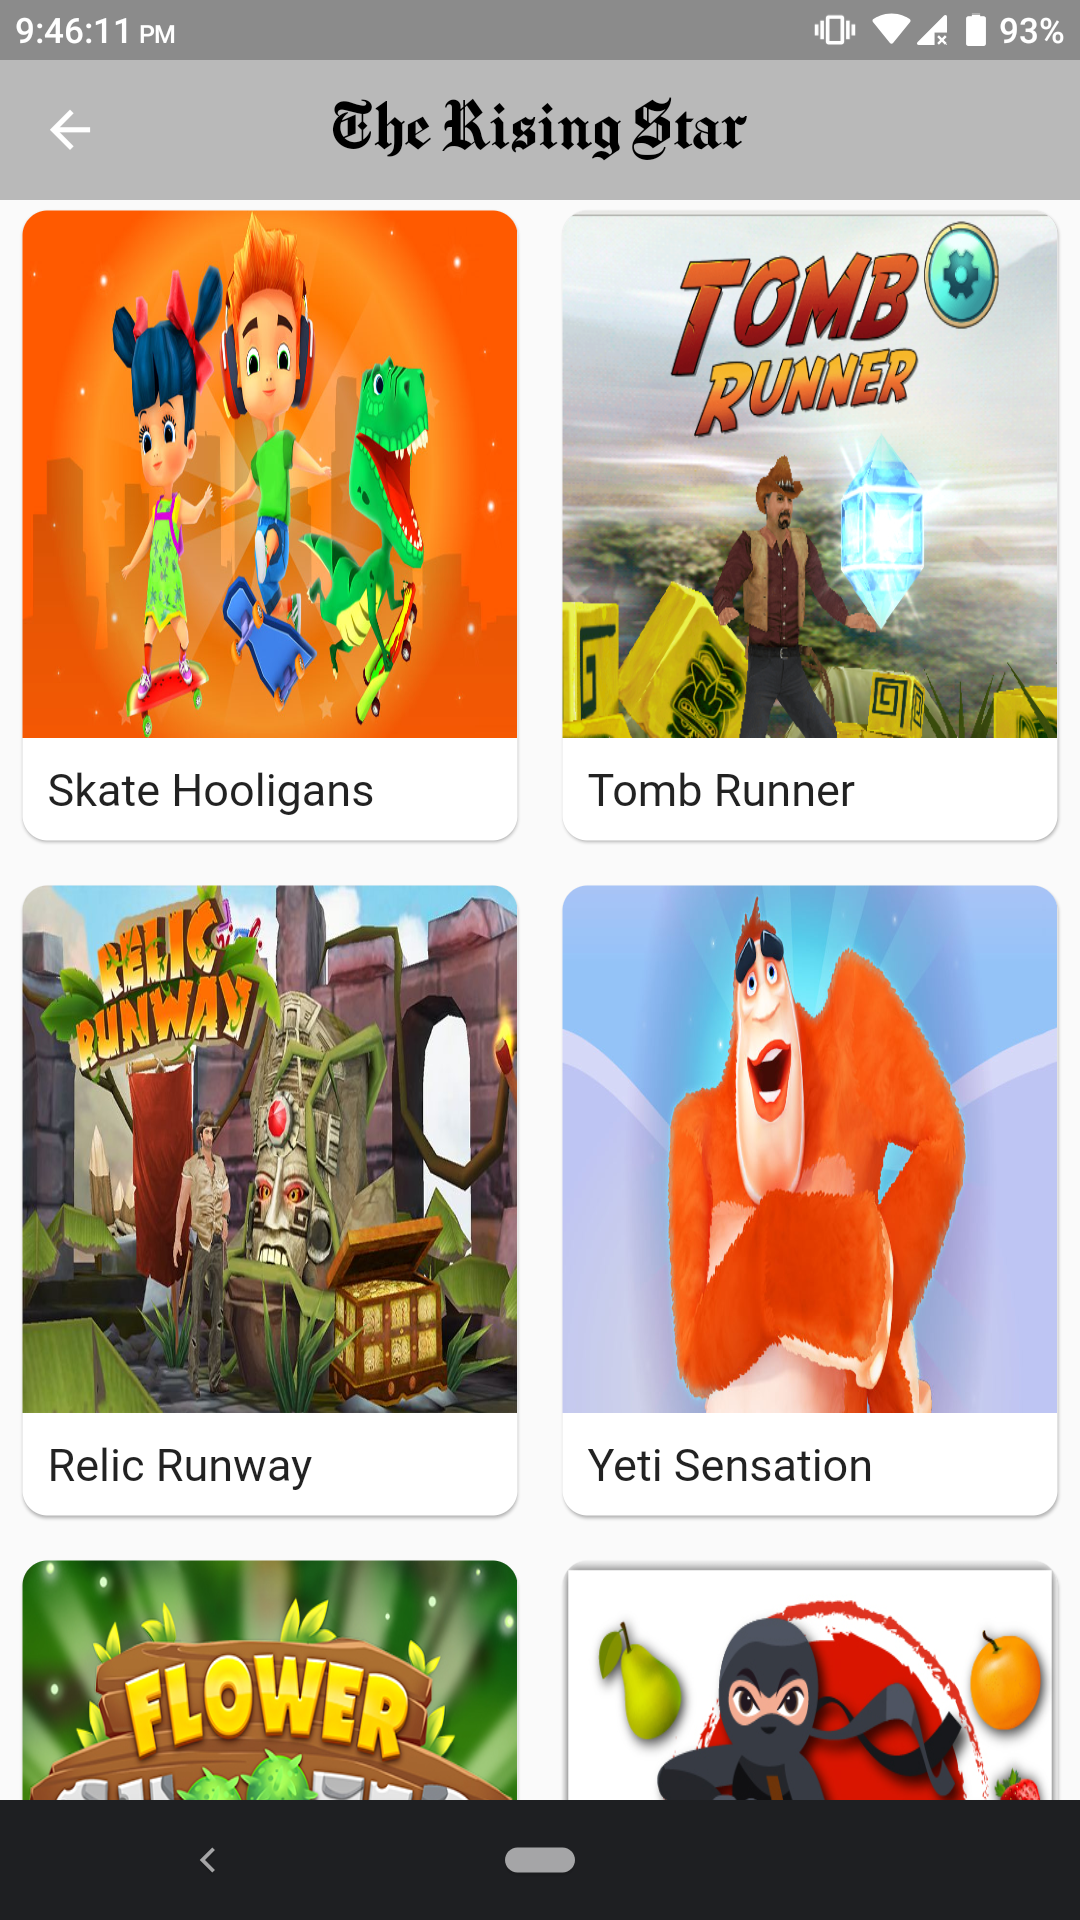 9:46:11 PM
93%
The Rising Star
TOMB
RUNNER
Skate Hooligans
Tomb Runner
RELIC
RUNWAY
Relic Runway
Yeti Sensation
FLOWER